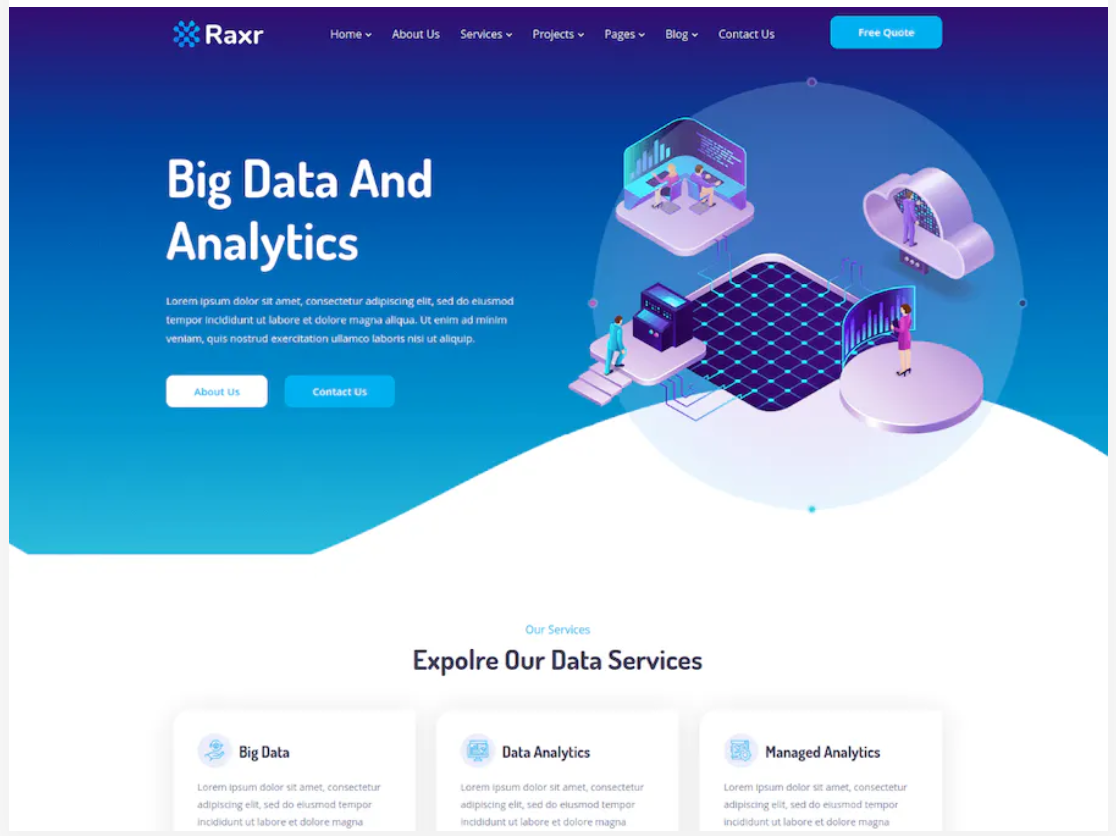 Raxr
Home About Us Services Projects Pages Blog Contact Us
Free Quote
Big Data And
Analytics
Lorem ipsum dolor sit amet, consectetur adipiscing elit, sed do eiusmod
tempor incididunt ut labore et dolore magna aliqua. Ut enim ad minim
veniam, quis nostrud exercitation ullamco laboris nisi ut aliquip.
About Us
Contact Us
Our Services
Expolre Our Data Services
Big Data
Lorem ipsum dolor sit amet, consectetur
adipiscing elit, sed do eiusmod tempor
incididunt ut labore et dolore magna
Data Analytics
Lorem ipsum dolor sit amet, consectetur
adipiscing elit, sed do eiusmod tempor
incididunt ut labore et dolore magna
Managed Analytics
Lorem ipsum dolor sit amet, consectetur
adipiscing elit, sed do eiusmod tempor
incididunt ut labore et dolore magna